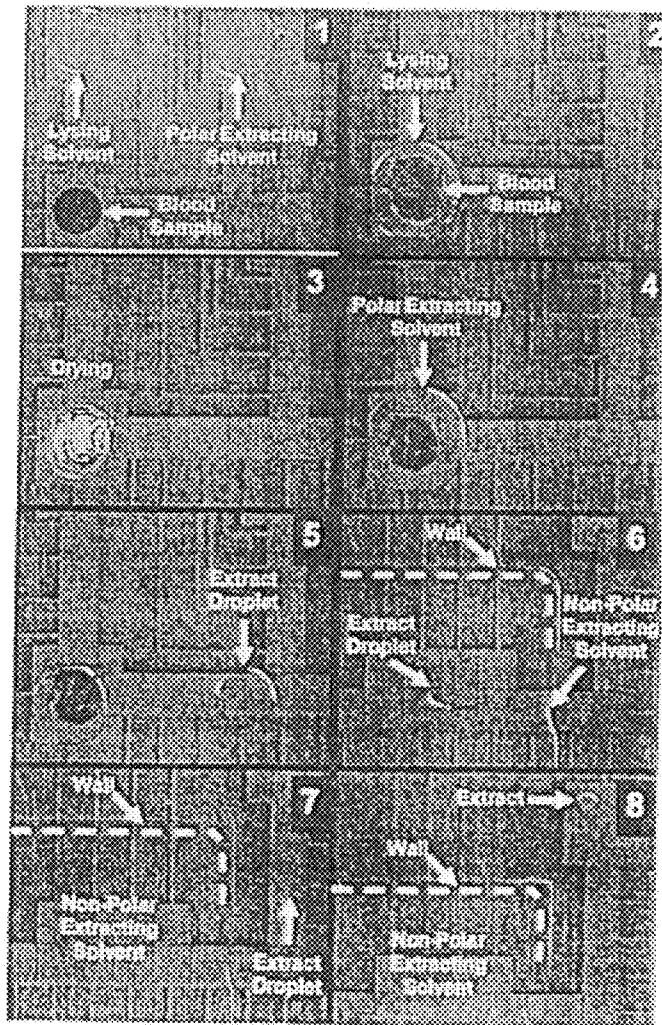 1
Lysing
Solvent
Polar Extracting
Solvent
Blood
Sample
2
Lysing
Solvent
Blood
Sample
3
Drying
4
Polar Extracting
Solvent
5
Extract
Droplet
6
Wall
Extract
Droplet
Non-Polar
Extracting
Solvent
7
Wall
Non-Polar
Extracting
Solvent
Extract
Droplet
8
Extract
Wall
Non-Polar
Extracting
Solvent